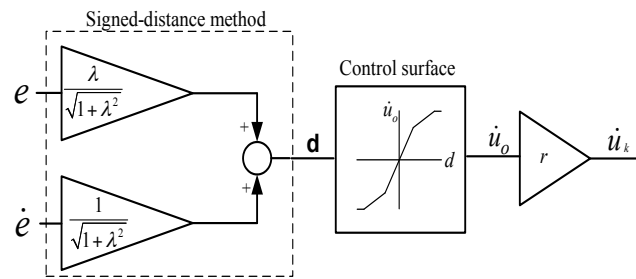 Signed-distance method
e
λ
√1+λ²
+
Control surface
u̇ₒ
d
d
u̇ₒ
r
u̇ₖ
+
ė
1
√1+λ²